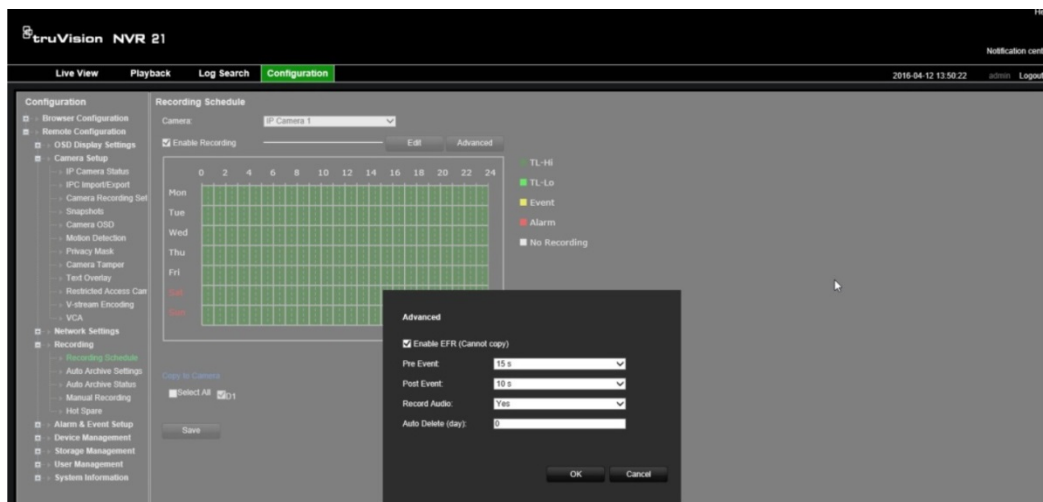 He
truVision NVR 21
Notification cent
Live View Playback Log Search Configuration
2016-04-12 13:50:22 admin Logout
Configuration
Browser Configuration
Remote Configuration
OSD Display Settings
Camera Setup
IP Camera Status
IPC Import/Export
Camera Recording Set
Snapshots
Camera OSD
Motion Detection
Privacy Mask
Camera Tamper
Text Overlay
Restricted Access Cam
V-stream Encoding
VCA
Network Settings
Recording
Recording Schedule
Auto Archive Settings
Auto Archive Status
Manual Recording
Hot Spare
Alarm & Event Setup
Device Management
Storage Management
User Management
System Information
Recording Schedule
Camera: IP Camera 1
Enable Recording Edit Advanced
0 2 4 6 8 10 12 14 16 18 20 22 24
Mon
Tue
Wed
Thu
Fri
Sat
Sun
TL-Hi
TL-Lo
Event
Alarm
No Recording
Copy to Camera
Select All D1
Save
Advanced
Enable EFR (Cannot copy)
Pre Event: 15 s
Post Event: 10 s
Record Audio: Yes
Auto Delete (day): 0
OK Cancel